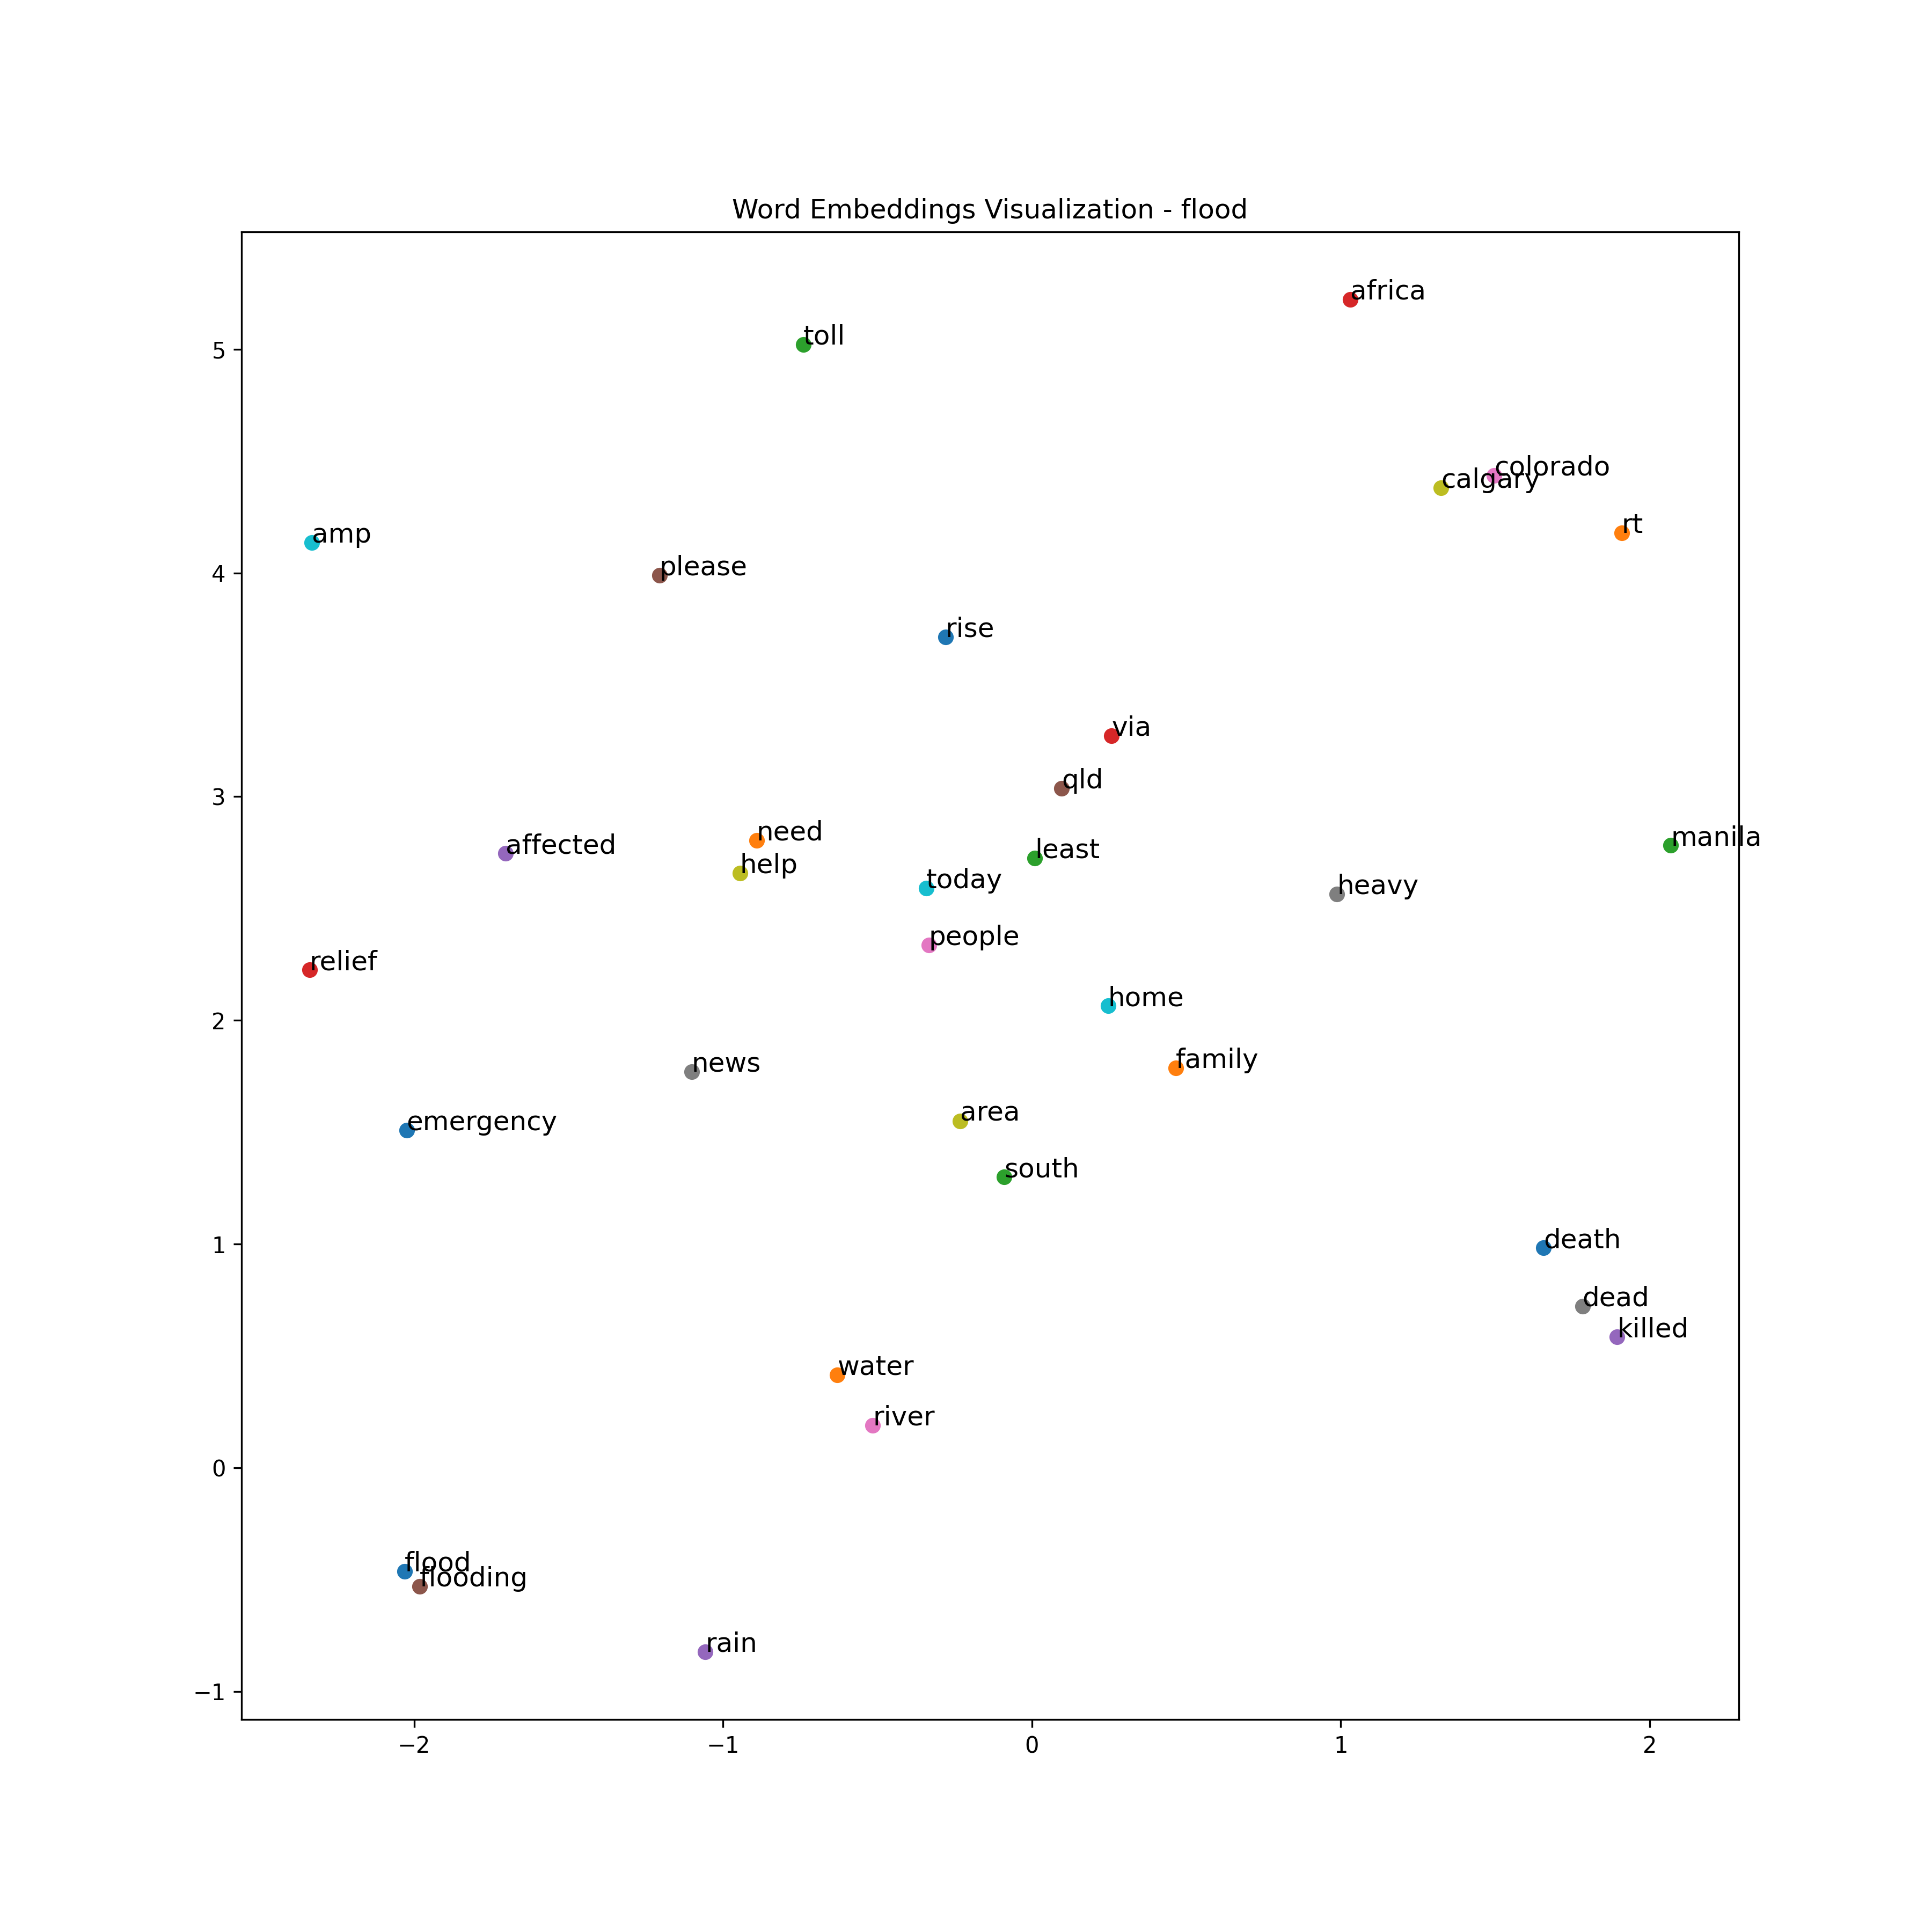 Word Embeddings Visualization - flood
africa
toll
5
colorado
calgary
rt
amp
please
4
rise
via
qld
3
need
manila
affected
least
help
today
heavy
people
relief
home
2
news
family
emergency
area
south
death
1
dead
killed
water
river
0
flood
flooding
rain
−1
−2
−1
0
1
2